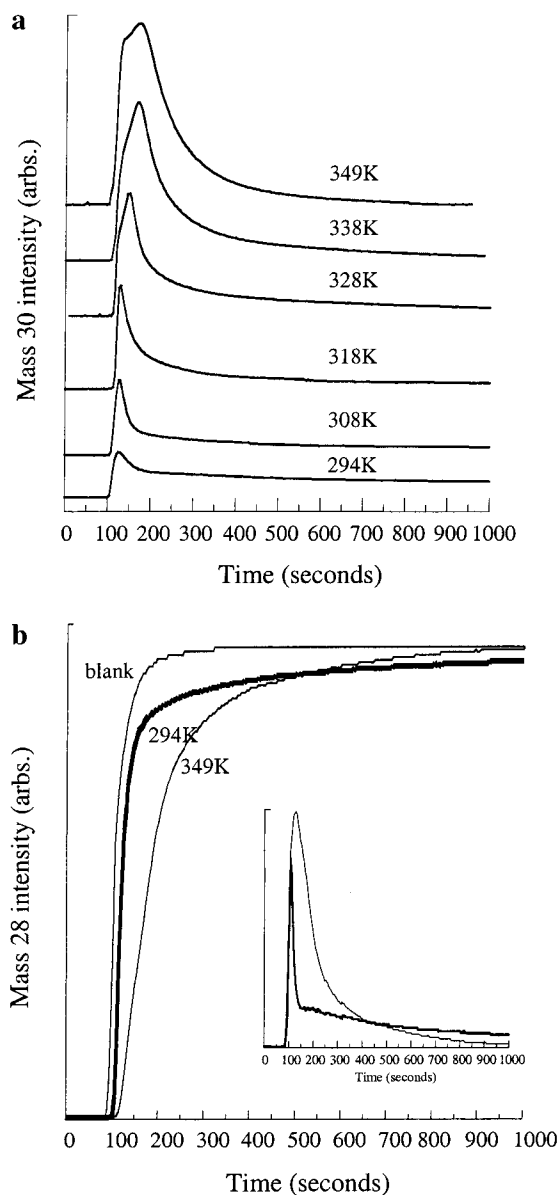 a
Mass 30 intensity (arbs.)
349K
338K
328K
318K
308K
294K
0 100 200 300 400 500 600 700 800 900 1000
Time (seconds)
b
Mass 28 intensity (arbs.)
blank
294K
349K
0 100 200 300 400 500 600 700 800 900 1000
Time (seconds)
0 100 200 300 400 500 600 700 800 900 1000
Time (seconds)